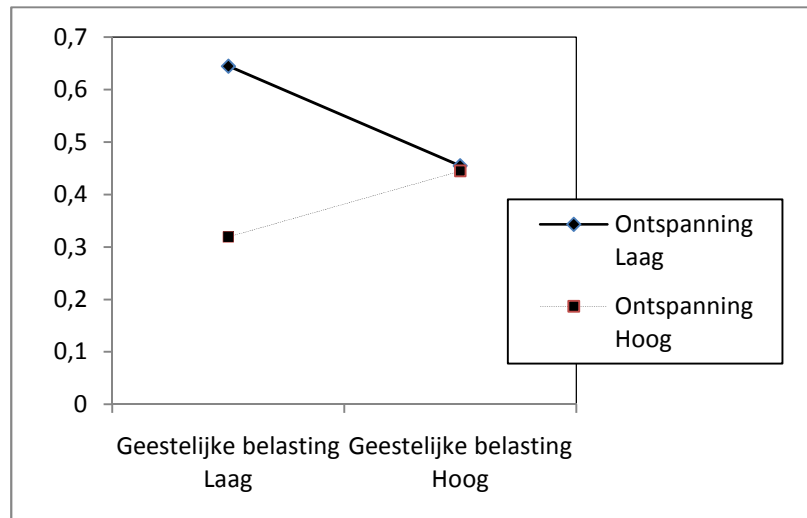 0,7
0,6
0,5
0,4
0,3
0,2
0,1
0
Geestelijke belasting
Laag
Geestelijke belasting
Hoog
Ontspanning
Laag
Ontspanning
Hoog